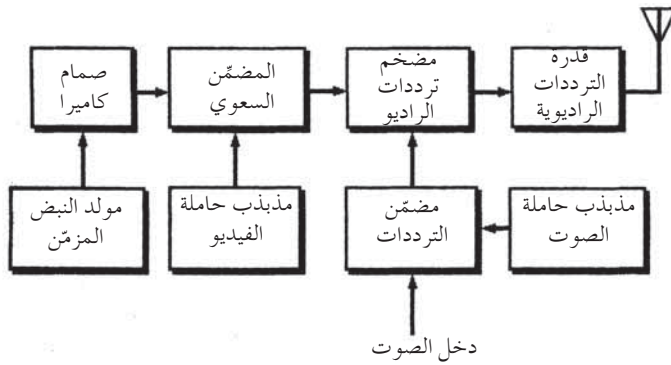 صمام
كاميرا
المضمّن
السعوي
مضخم
ترددات
الراديو
قدرة
الترددات
الراديوية
مولد النبض
المزمّن
مذبذب حاملة
الفيديو
مضمّن
الترددات
مذبذب حاملة
الصوت
دخل الصوت